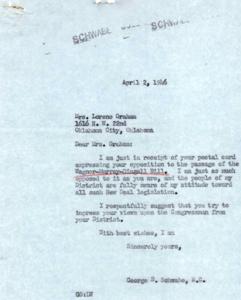 SCHWABE SCHWABE
April 2, 1946
Mrs. Lorene Graham
1616 N. W. 22nd
Oklahoma City, Oklahoma
Dear Mrs. Graham:
I am just in receipt of your postal card
expressing your opposition to the passage of the
Wagner-Murray-Dingell Bill. I am just as much
opposed to it as you are, and the people of my
District are fully aware of my attitude toward
all such New Deal legislation.
I respectfully suggest that you try to
impress your views upon the Congressman from
your District.
With best wishes, I am
Sincerely yours,
George B. Schwabe, M.C.
GBS:LW